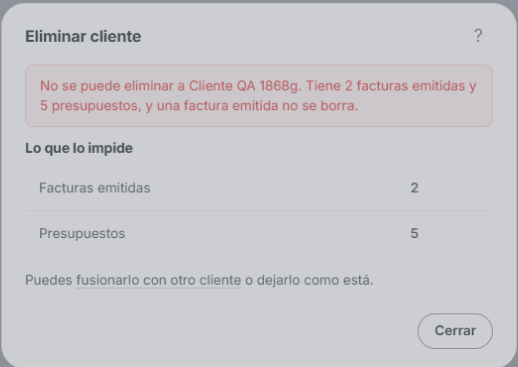 Eliminar cliente
?
No se puede eliminar a Cliente QA 1868g. Tiene 2 facturas emitidas y
5 presupuestos, y una factura emitida no se borra.
Lo que lo impide
Facturas emitidas 2
Presupuestos 5
Puedes fusionarlo con otro cliente o dejarlo como está.
Cerrar